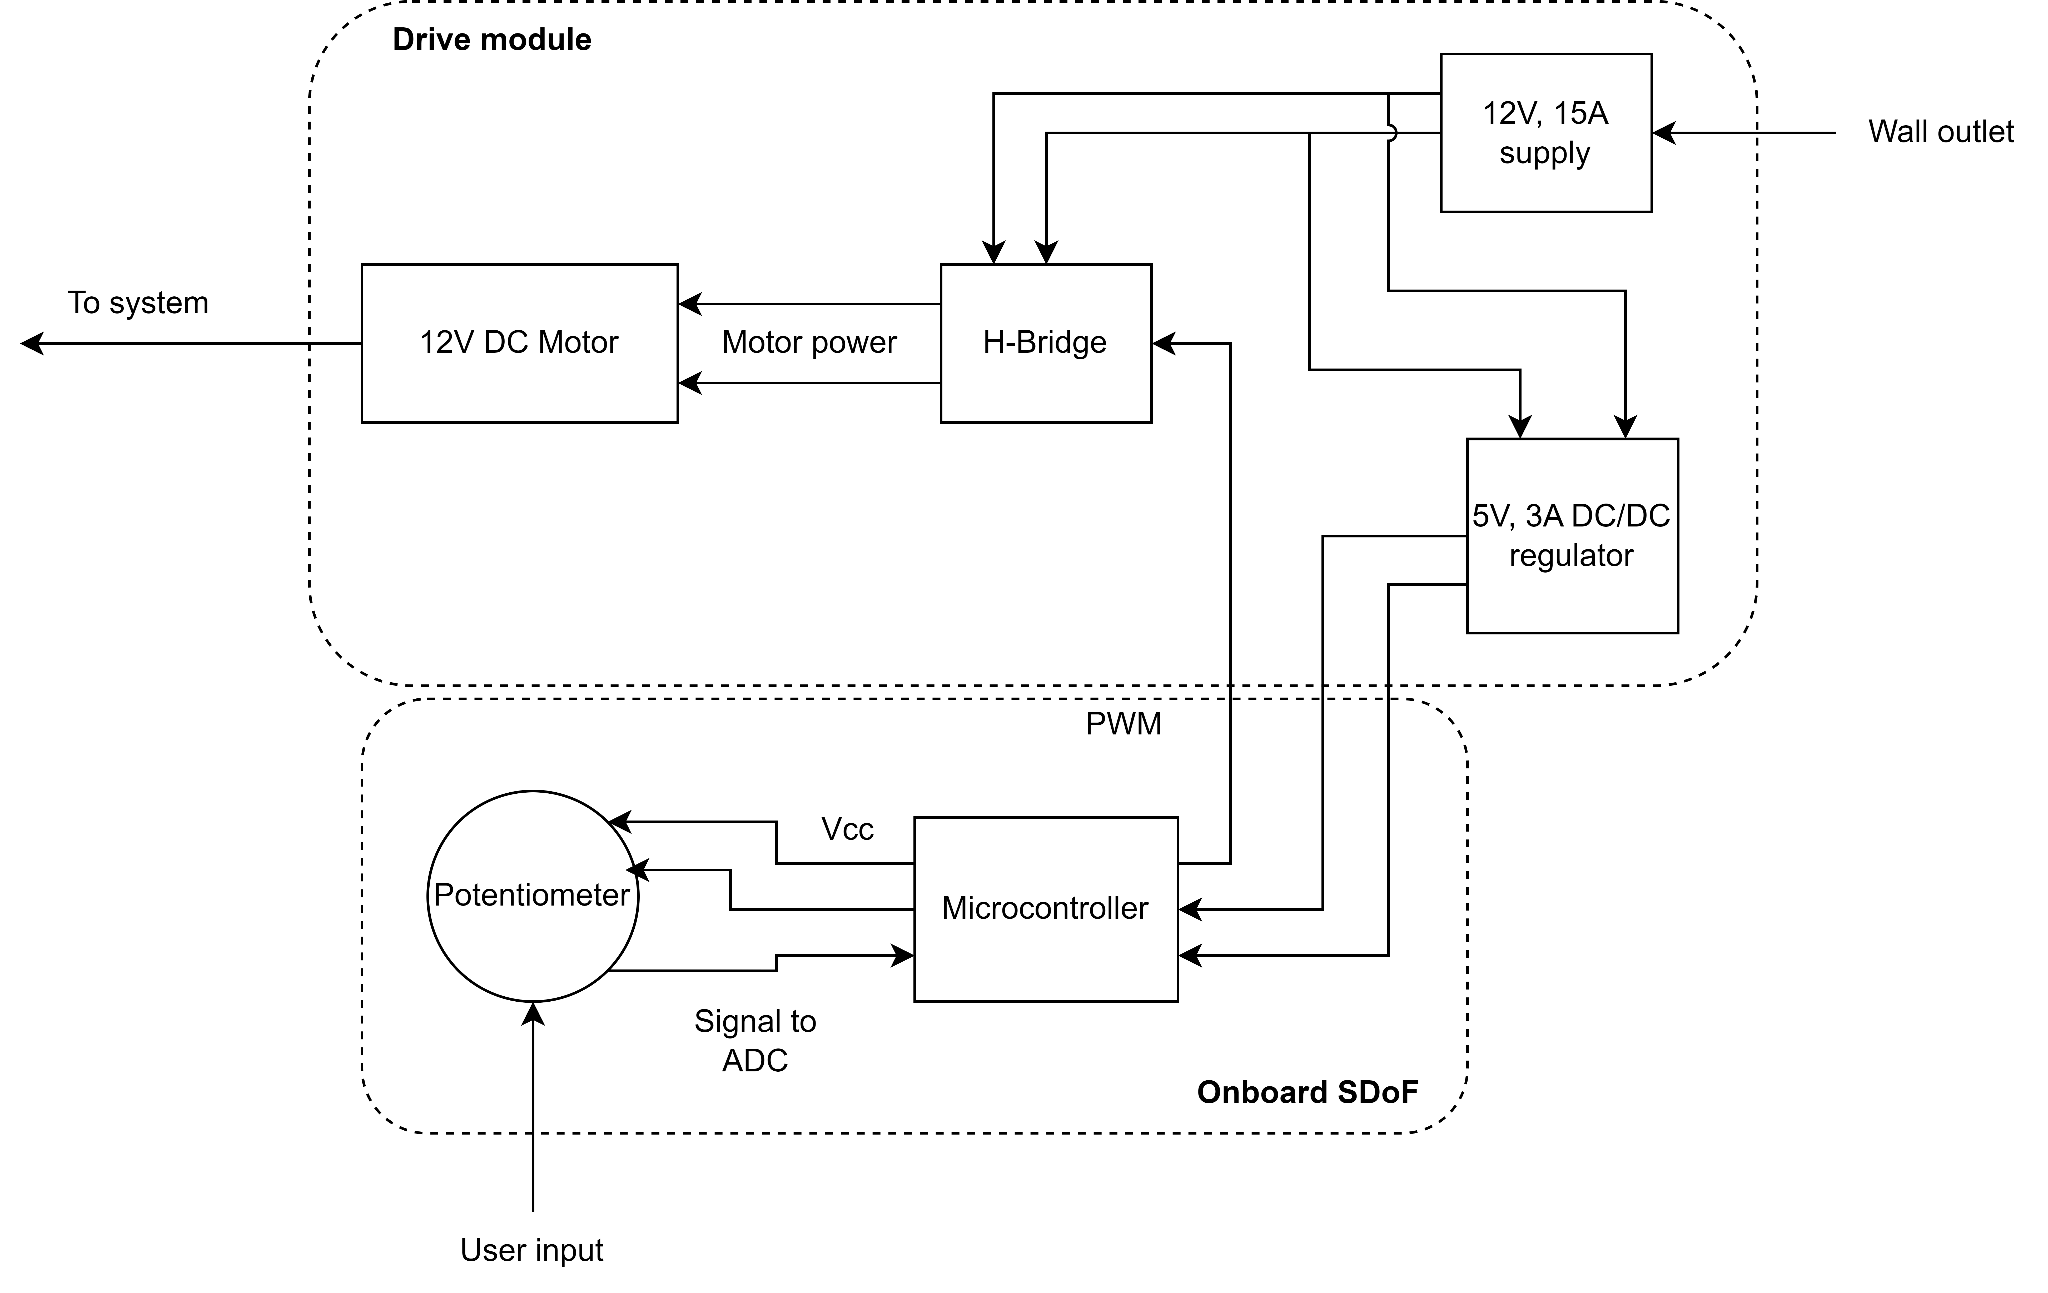 Drive module
12V, 15A
supply
Wall outlet
To system
12V DC Motor
Motor power
H-Bridge
5V, 3A DC/DC
regulator
PWM
Vcc
Potentiometer
Microcontroller
Signal to
ADC
Onboard SDoF
User input